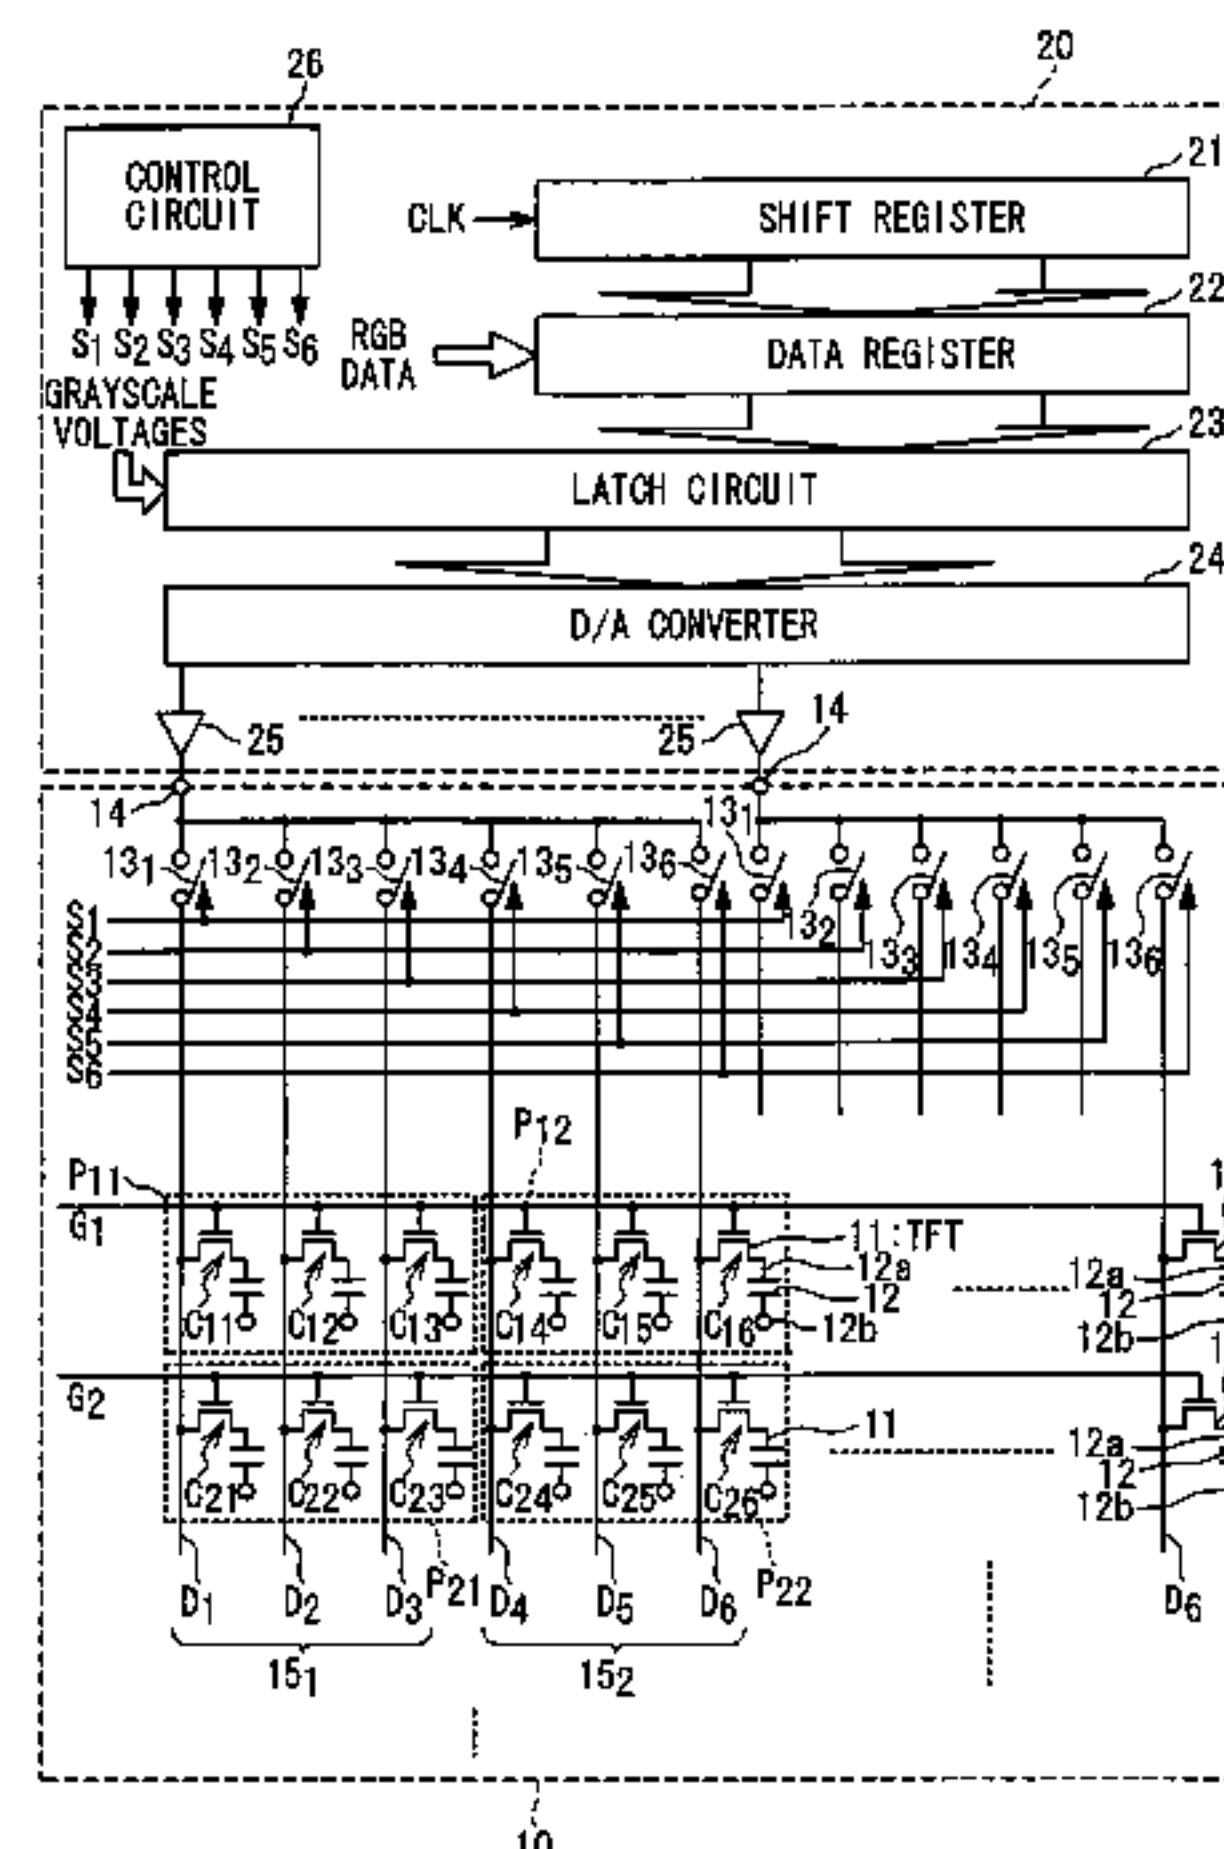 20
26
CONTROL
CIRCUIT
21
CLK
SHIFT REGISTER
S1 S2 S3 S4 S5 S6
22
RGB
DATA
DATA REGISTER
GRAYSCALE
VOLTAGES
23
LATCH CIRCUIT
24
D/A CONVERTER
25
25
14
14
131 132 133 134 135 136 131
132 133 134 135 136
S1
S2
S3
S4
S5
S6
P12
P11
G1
11:TFT
12a
12
12b
C11 C12 C13 C14 C15 C16
12a
12
12b
G2
11
C21 C22 C23 C24 C25 C26
12a
12
12b
D1 D2 D3 P21 D4 D5 D6 P22 D6
151 152
10